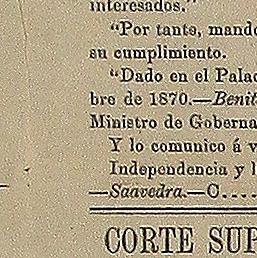 interesados."
"Por tanto, mando
su cumplimiento.
"Dado en el Palac
bre de 1870.—Benit
Ministro de Goberna
Y lo comunico á v
Independencia y l
—Saavedra.—C....
CORTE SUP